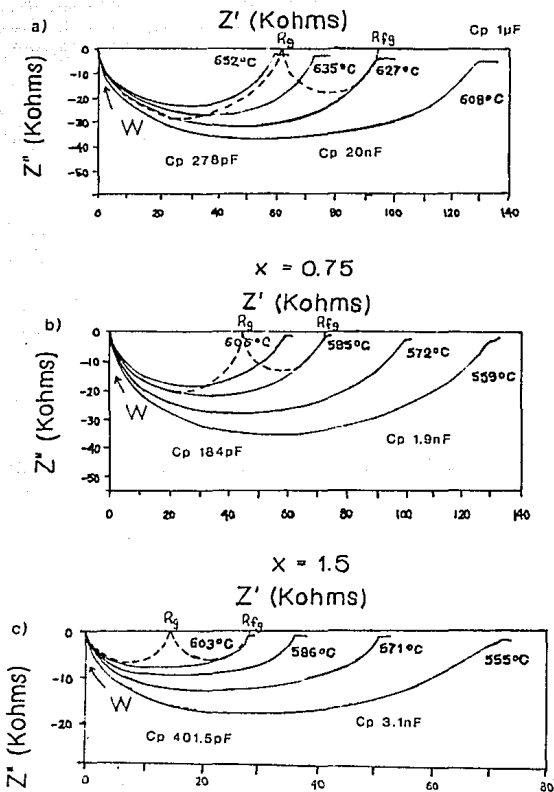 a)
Z' (Kohms)
Cp 1µF
Rg
Rfg
652°C
635°C
627°C
608°C
W
Cp 278pF
Cp 20nF
Z" (Kohms)
0
-10
-20
-30
-40
-50
0
20
40
60
80
100
120
140
x = 0.75
b)
Z' (Kohms)
Rg
Rfg
585°C
572°C
559°C
W
Cp 184pF
Cp 1.9nF
Z" (Kohms)
0
-10
-20
-30
-40
-50
0
20
40
60
80
100
120
140
x = 1.5
c)
Z' (Kohms)
Rg
Rfg
603°C
586°C
571°C
555°C
W
Cp 401.5pF
Cp 3.1nF
Z" (Kohms)
0
-10
-20
0
20
40
60
80